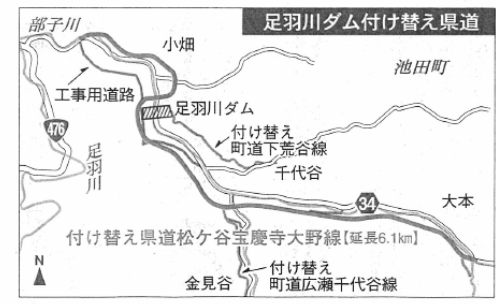 足羽川ダム付け替え県道
部子川
小畑
池田町
工事用道路
足羽川ダム
476
足羽川
付け替え
町道下荒谷線
千代谷
34
大本
付け替え県道松ケ谷宝慶寺大野線【延長6.1km】
N
金見谷
付け替え
町道広瀬千代谷線